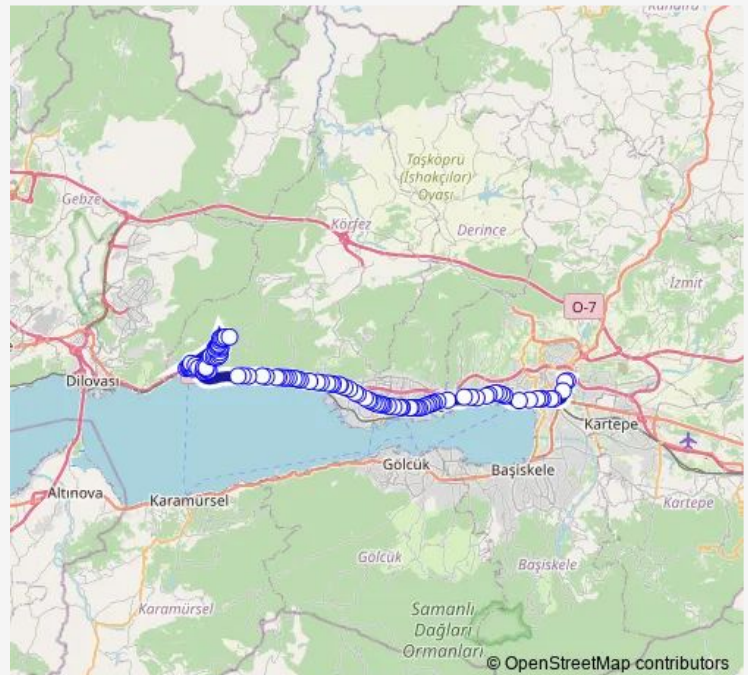 Kandıra
Taşköprü
(İshakçılar)
Ovası
Gebze
Körfez
Derince
İzmit
O-7
Dilovası
Kartepe
Gölcük
Başiskele
Altınova
Karamürsel
Kartepe
Gölcük
Başiskele
Karamürsel
Samanlı
Dağları
Ormanları
© OpenStreetMap contributors